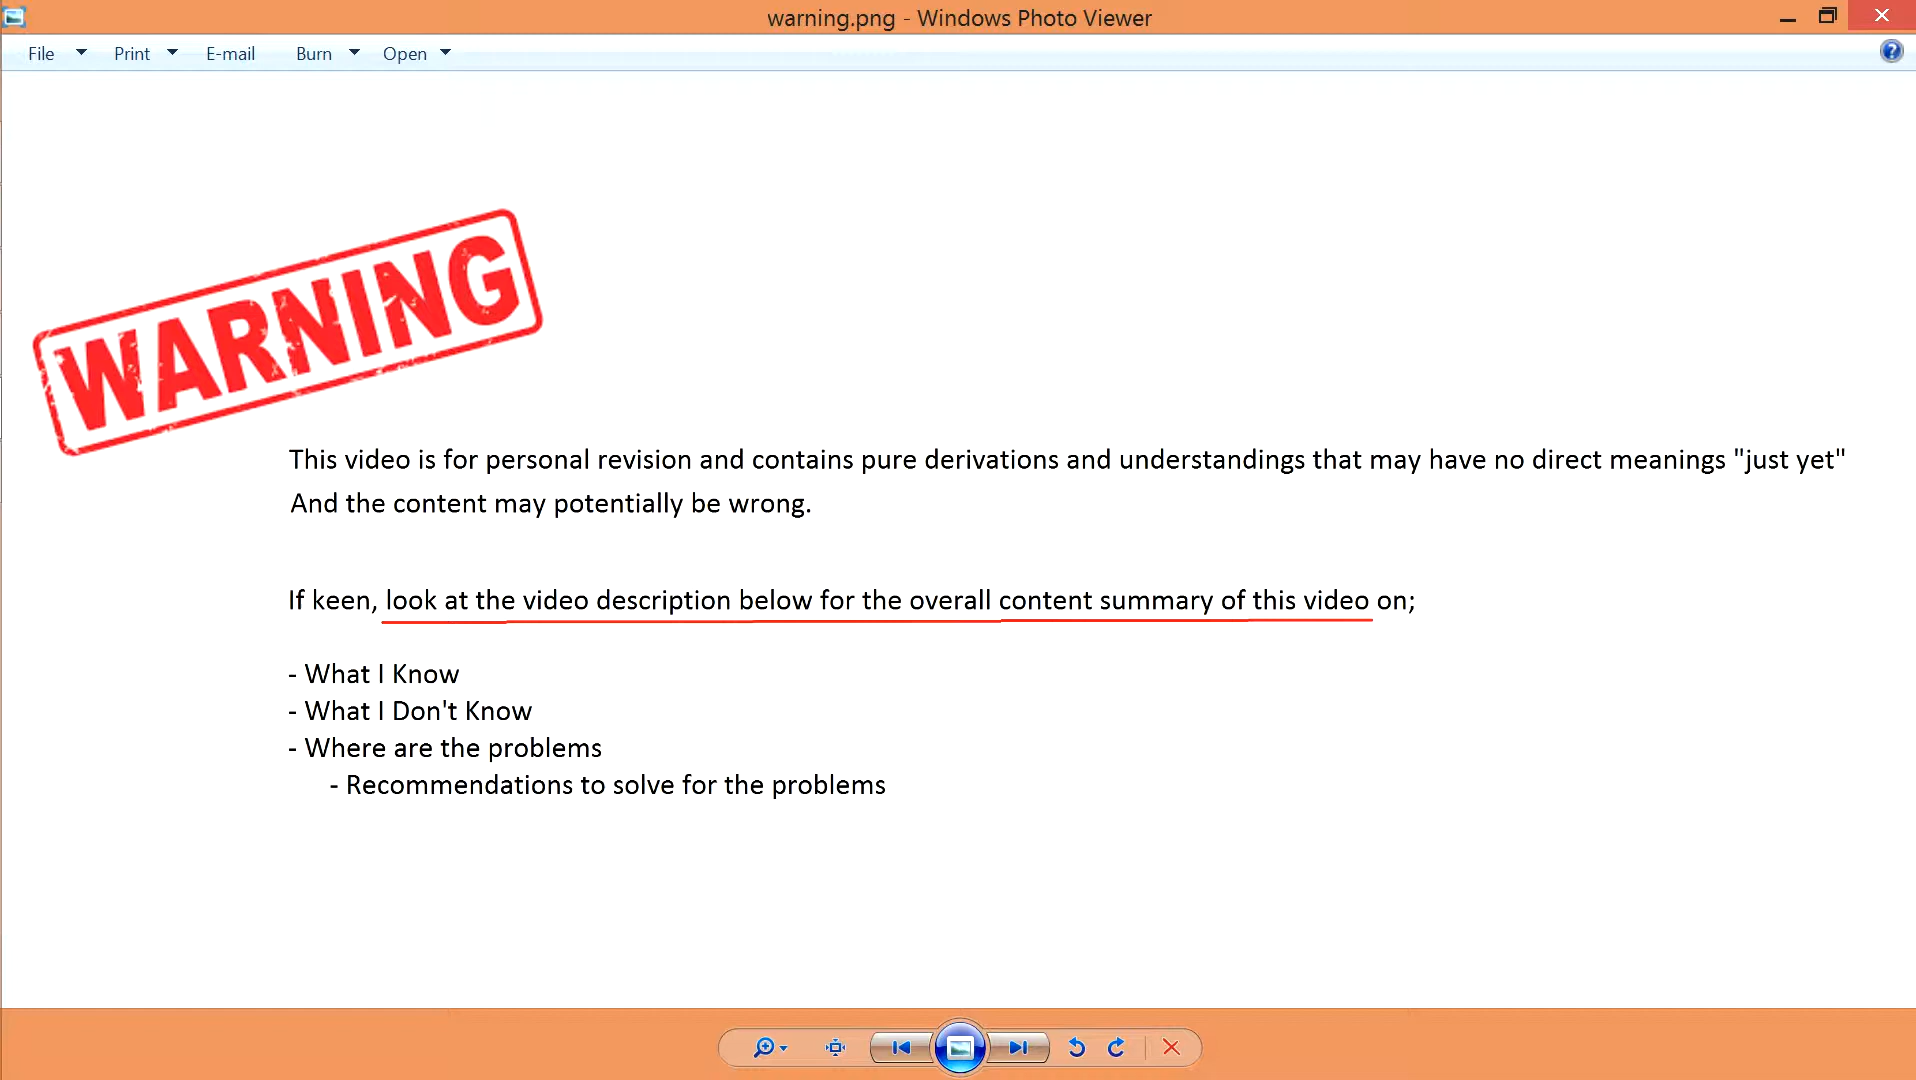 warning.png - Windows Photo Viewer
File Print E-mail Burn Open
WARNING
This video is for personal revision and contains pure derivations and understandings that may have no direct meanings "just yet"
And the content may potentially be wrong.
If keen, look at the video description below for the overall content summary of this video on;
- What I Know
- What I Don't Know
- Where are the problems
- Recommendations to solve for the problems